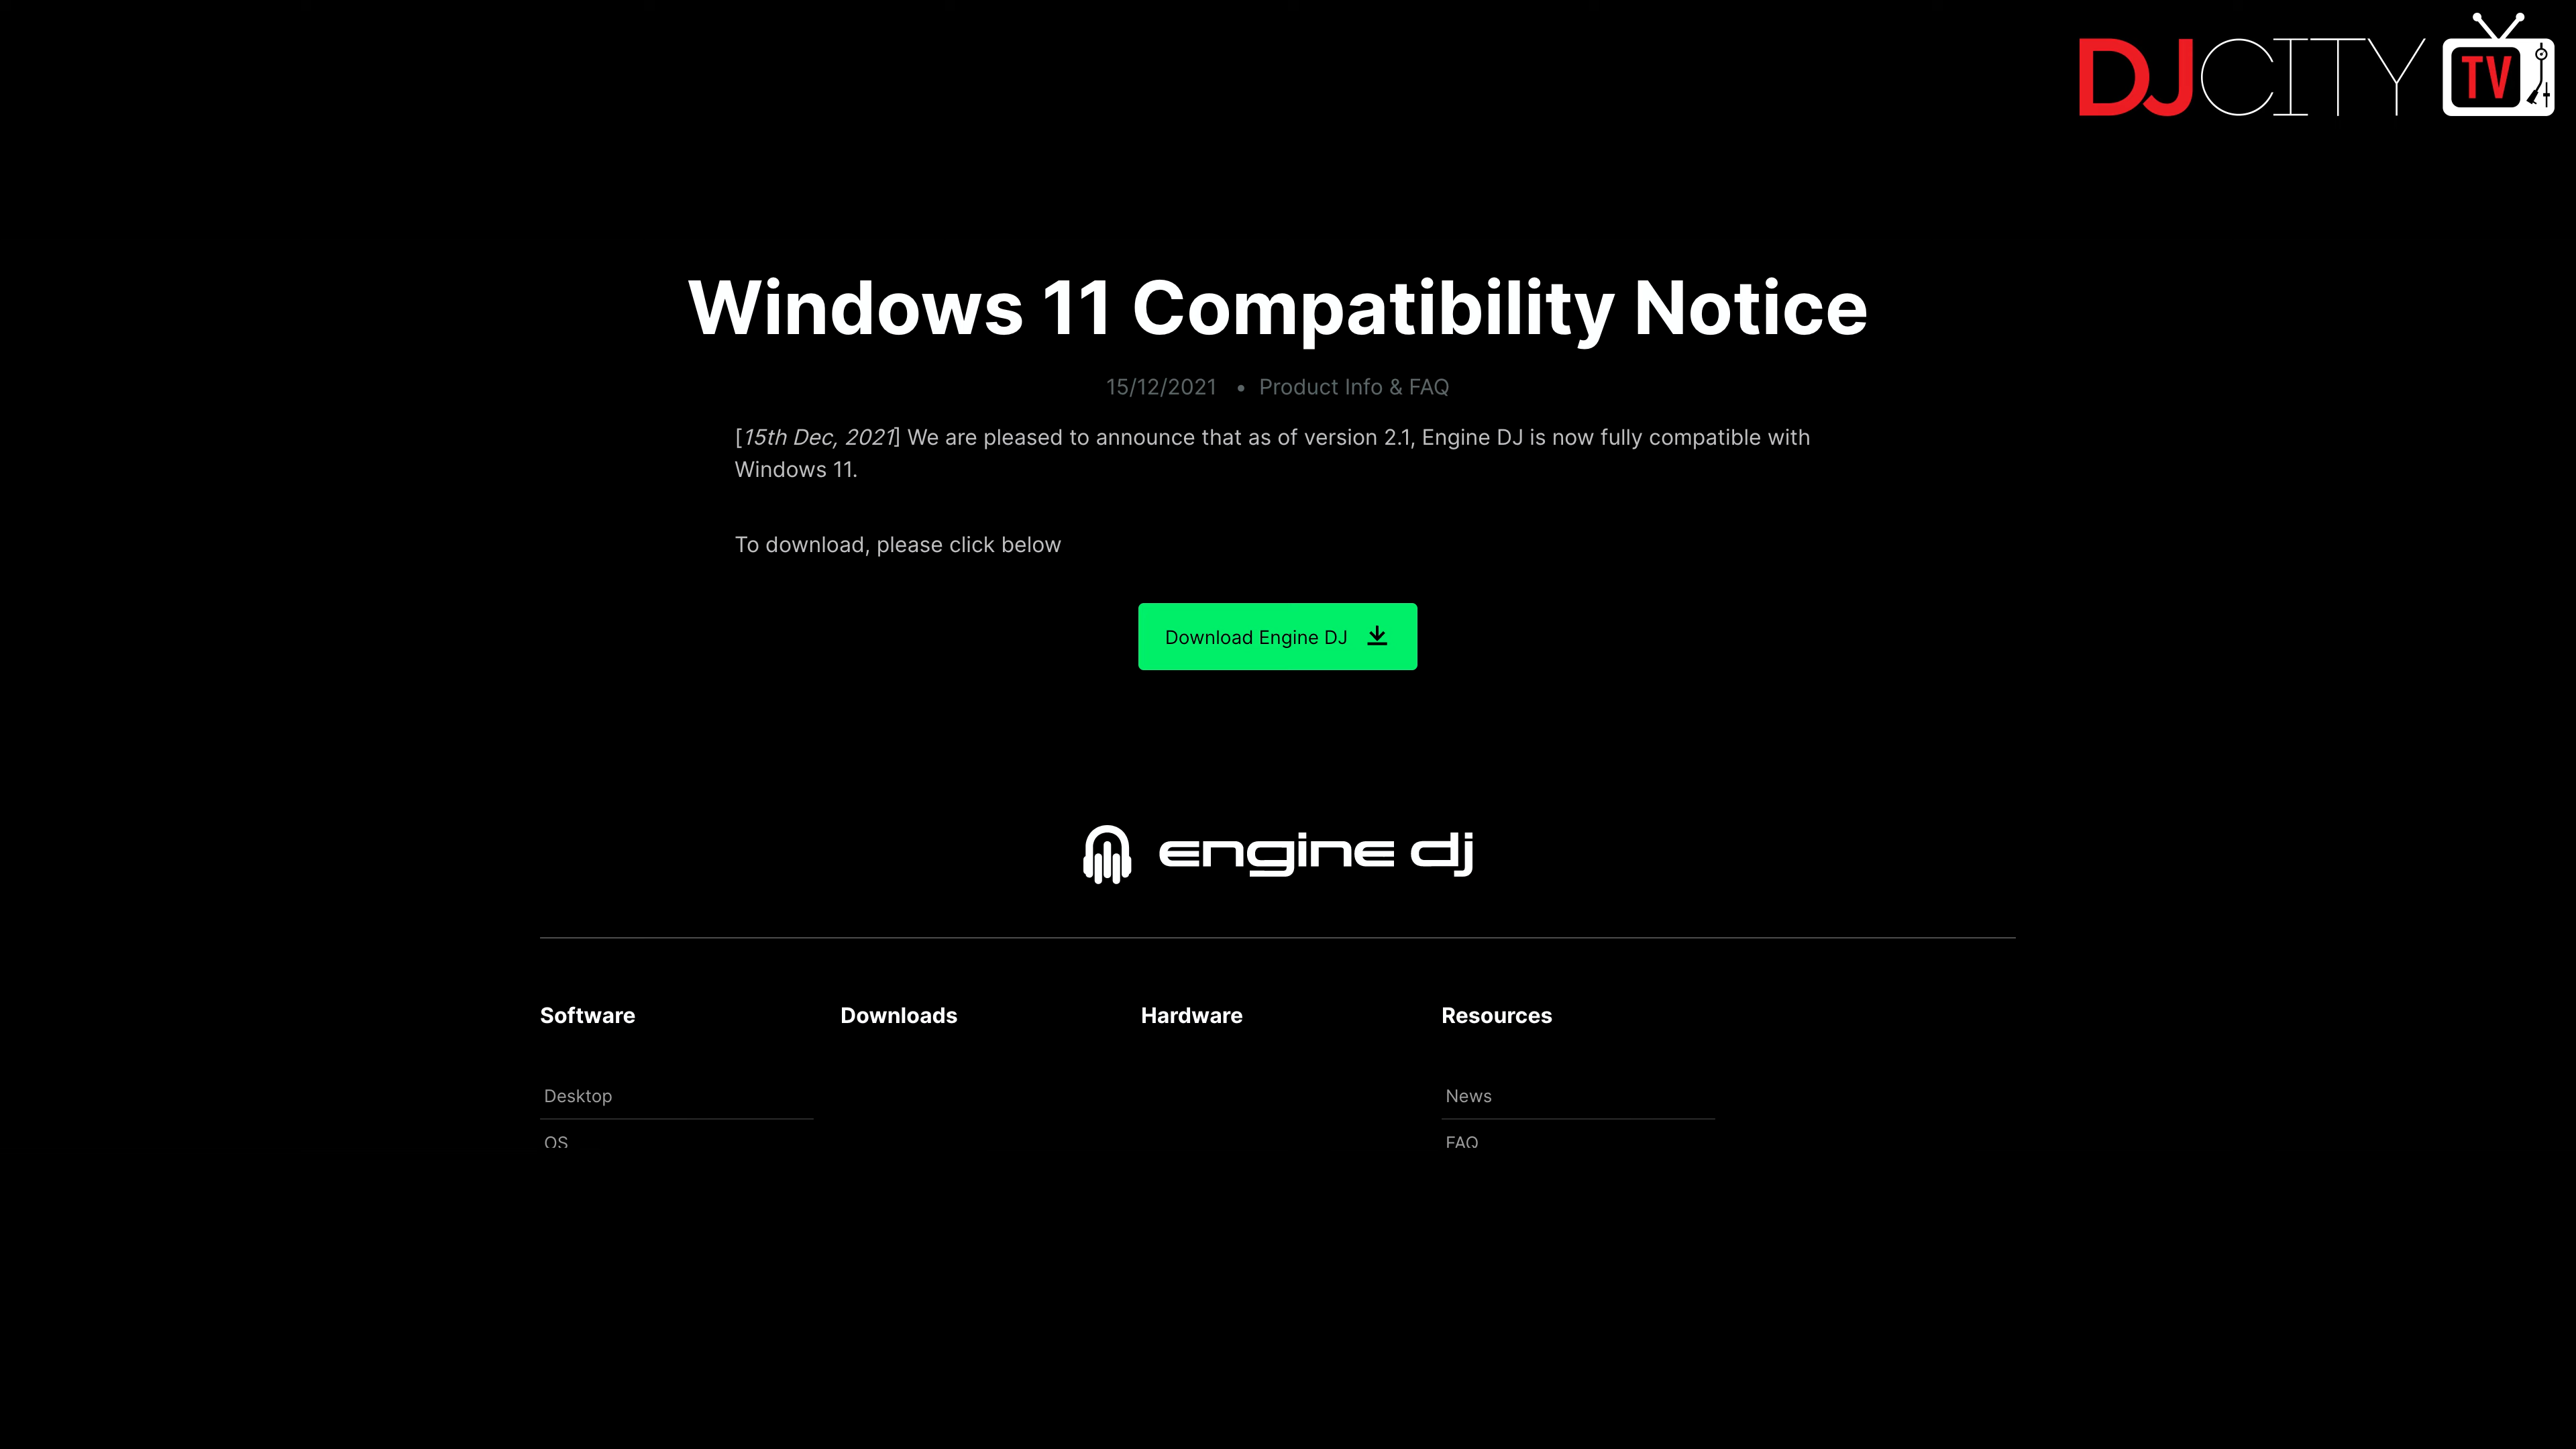 DJCITY TV
Windows 11 Compatibility Notice
15/12/2021 • Product Info & FAQ
[15th Dec, 2021] We are pleased to announce that as of version 2.1, Engine DJ is now fully compatible with
Windows 11.
To download, please click below
Download Engine DJ
engine dj
Software
Downloads
Hardware
Resources
Desktop
News
OS
FAQ